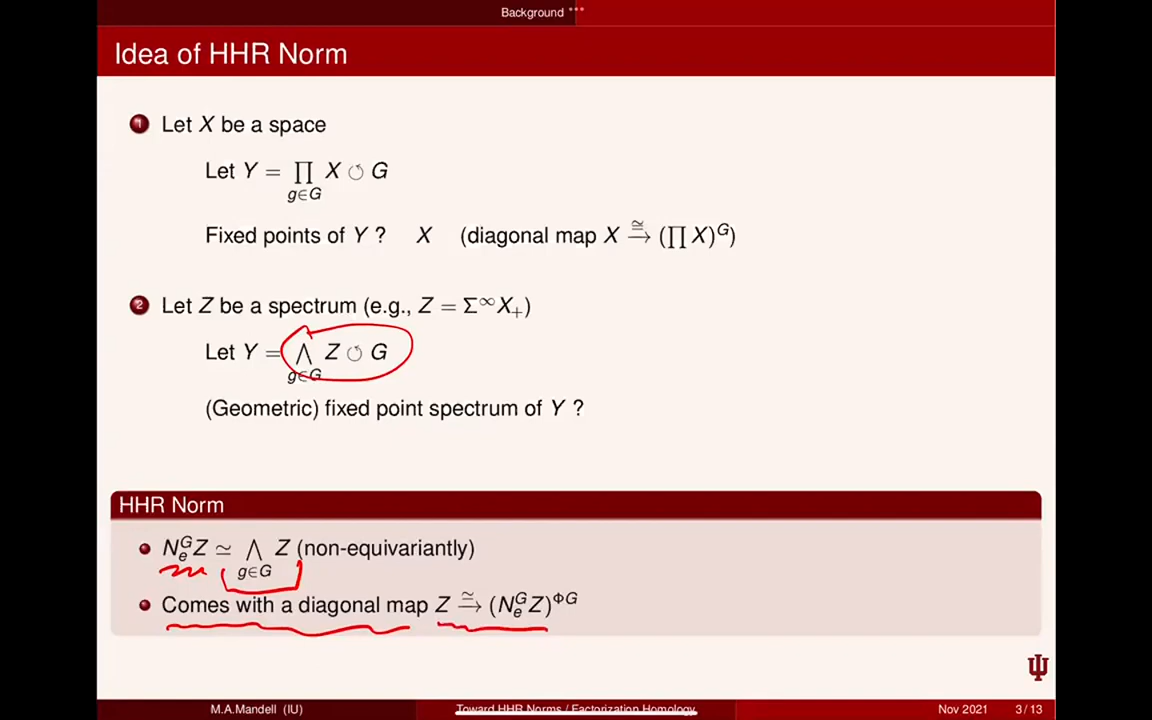 Background
Idea of HHR Norm
1 Let X be a space
Let Y = ∏ X ↺ G
g∈G
Fixed points of Y ? X (diagonal map X ≅→ (∏ X)^G)
2 Let Z be a spectrum (e.g., Z = Σ^∞X_+)
Let Y = ⋀ Z ↺ G
g∈G
(Geometric) fixed point spectrum of Y ?
HHR Norm
N_e^G Z ≃ ⋀ Z (non-equivariantly)
g∈G
Comes with a diagonal map Z ≃→ (N_e^G Z)^ΦG
M.A.Mandell (IU) Toward HHR Norms / Factorization Homology Nov 2021 3 / 13